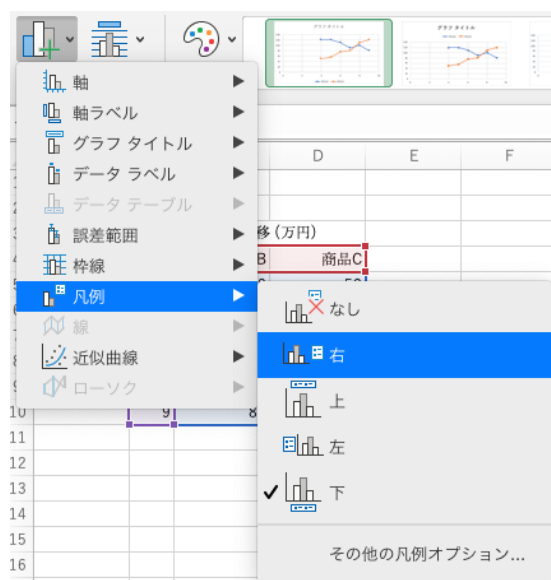 軸
軸ラベル
グラフ タイトル
データ ラベル
データ テーブル
誤差範囲
枠線
凡例
線
近似曲線
ローソク
なし
右
上
左
下
その他の凡例オプション...
グラフ タイトル
グラフ タイトル
D E F
移 (万円)
B 商品C
10 9 8
11
12
13
14
15
16